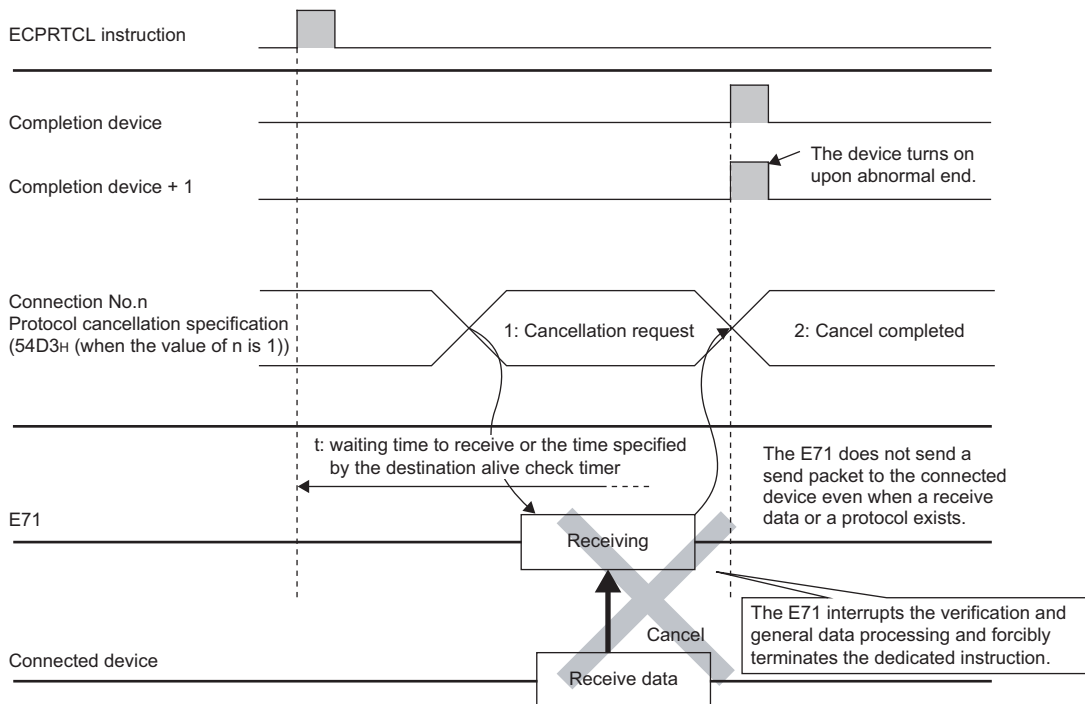 ECPRTCL instruction
Completion device
The device turns on
upon abnormal end.
Completion device + 1
Connection No.n
Protocol cancellation specification
(54D3H (when the value of n is 1))
1: Cancellation request
2: Cancel completed
t: waiting time to receive or the time specified
by the destination alive check timer
The E71 does not send a
send packet to the connected
device even when a receive
data or a protocol exists.
E71
Receiving
The E71 interrupts the verification and
general data processing and forcibly
terminates the dedicated instruction.
Cancel
Connected device
Receive data